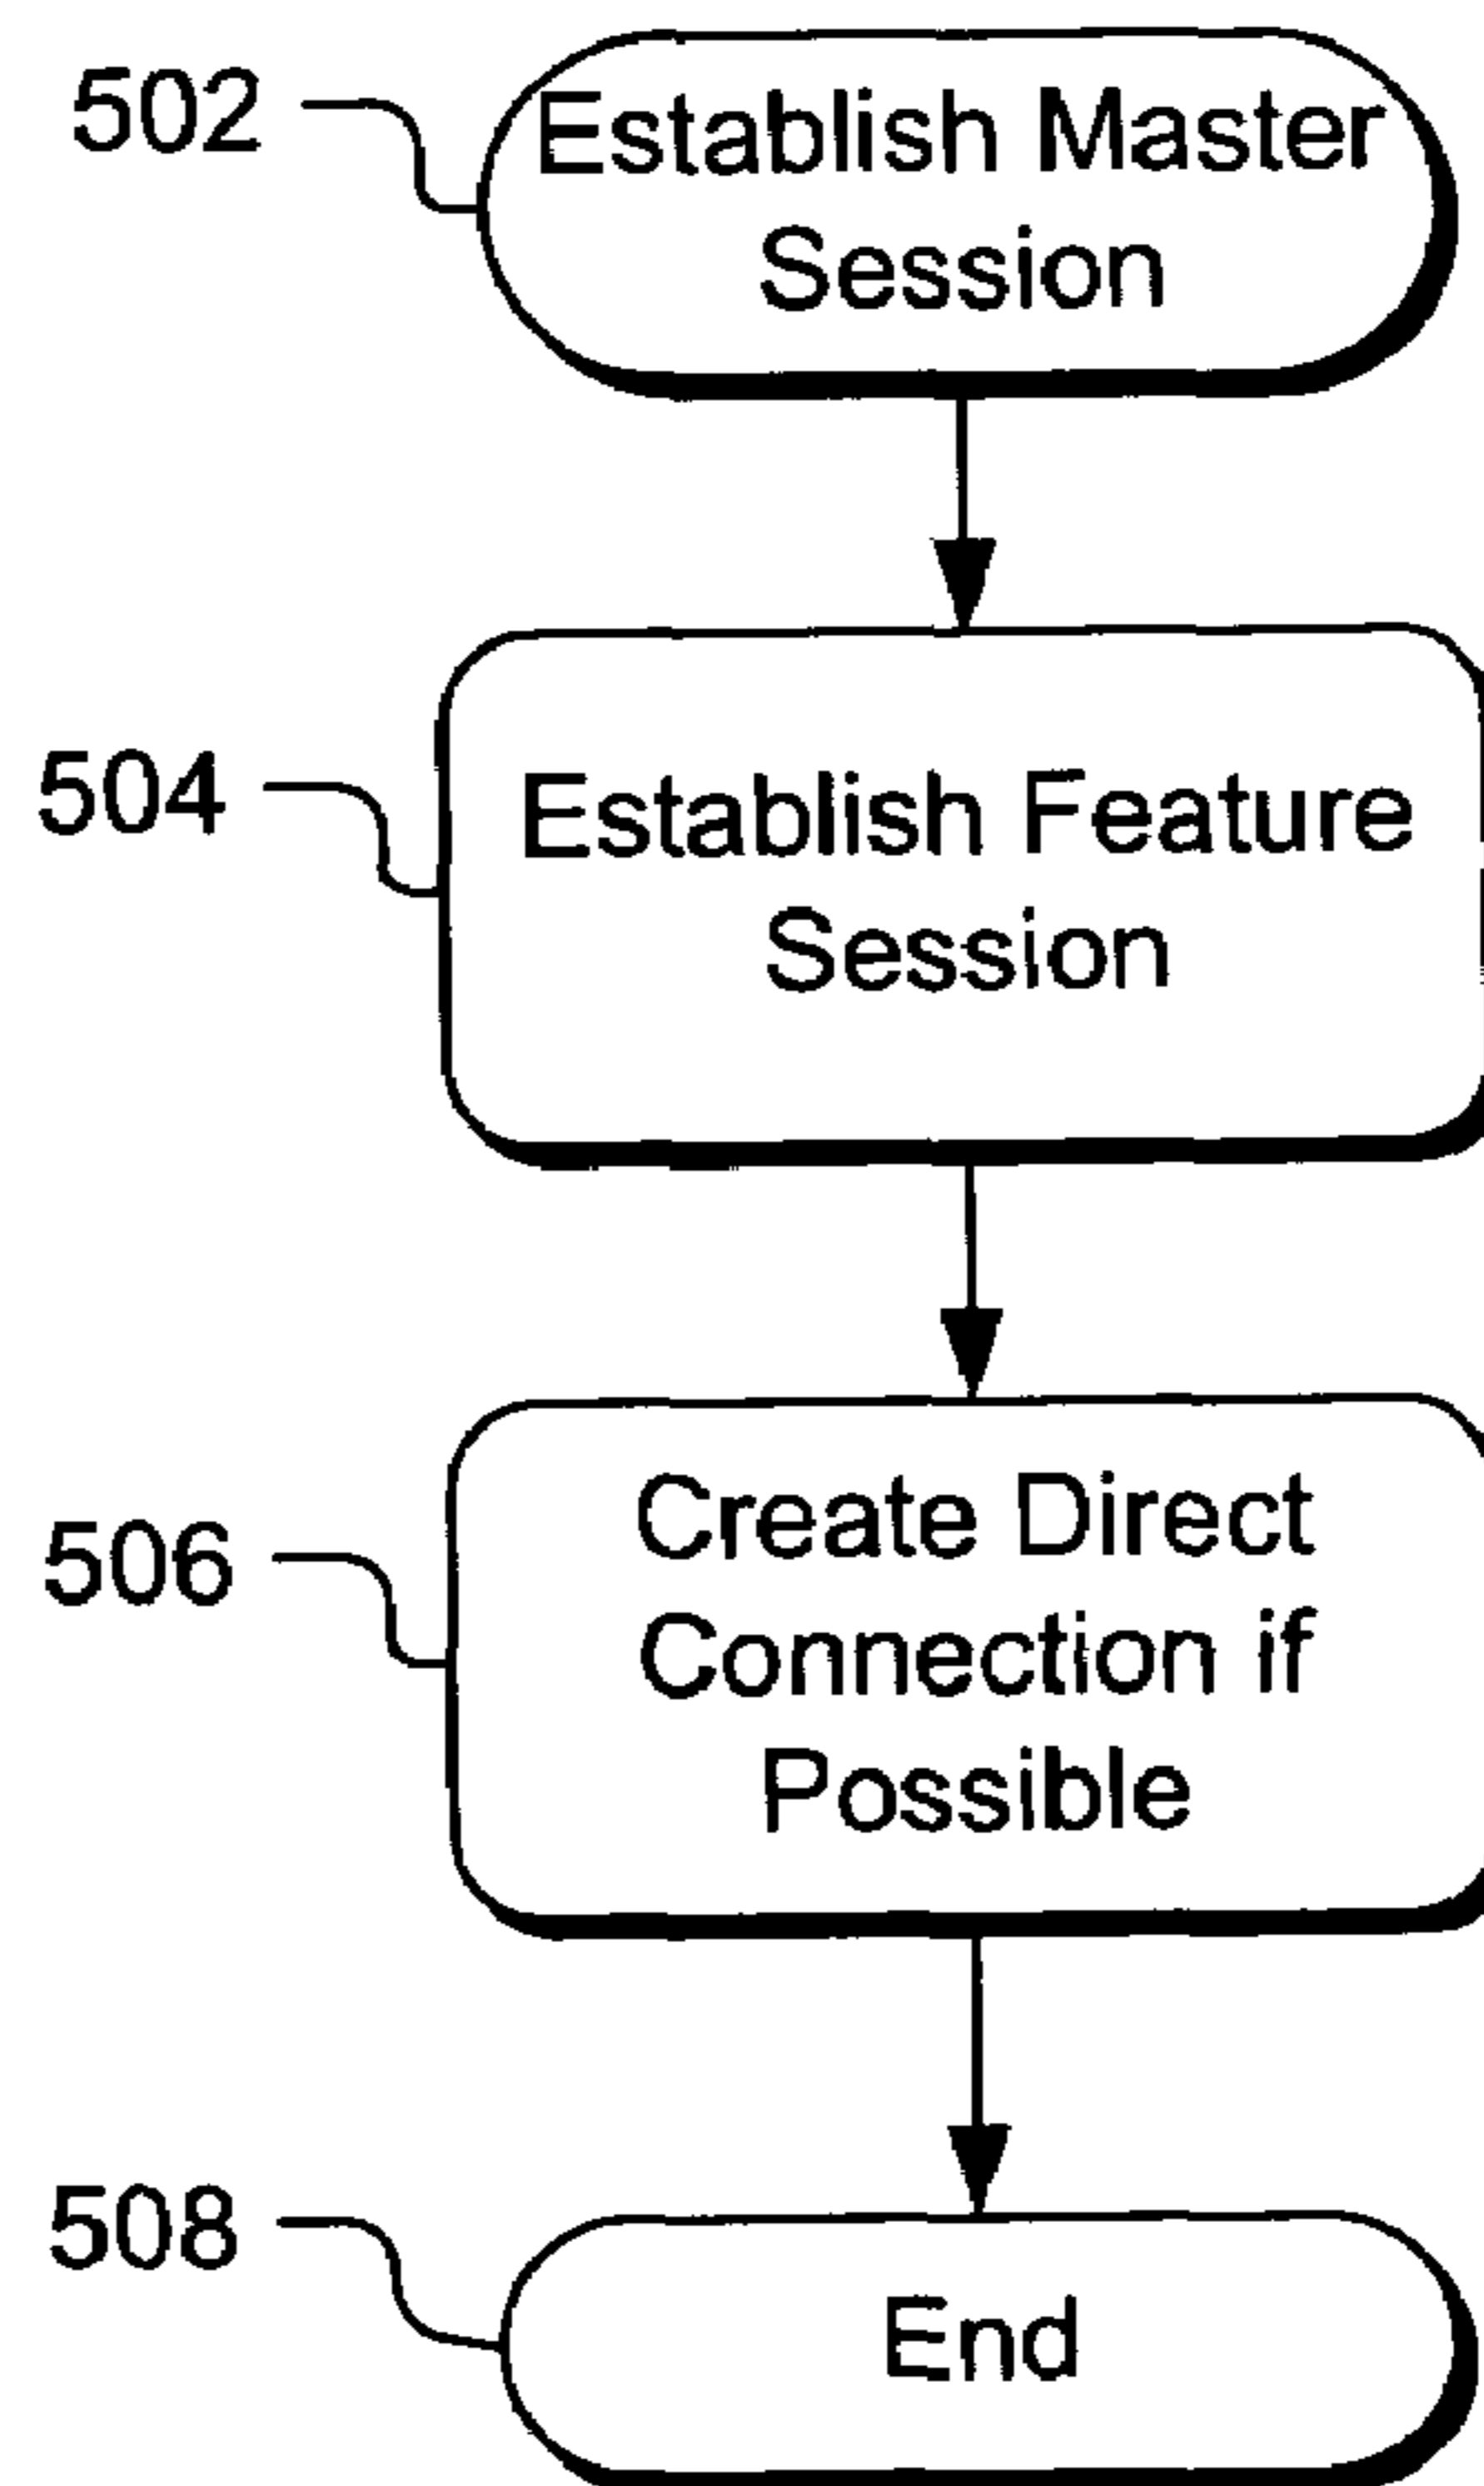 502
Establish Master
Session
504
Establish Feature
Session
506
Create Direct
Connection if
Possible
508
End